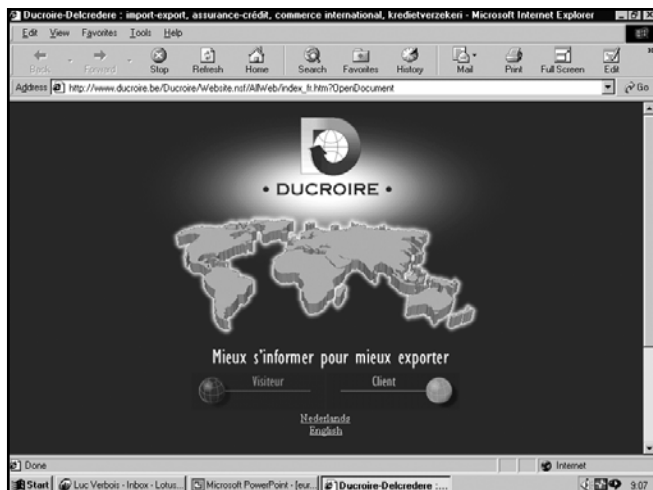 Ducroire-Delcredere : import-export, assurance-crédit, commerce international, kredietverzekeri - Microsoft Internet Explorer
Edit View Favorites Tools Help
Back Forward Stop Refresh Home Search Favorites History Mail Print Full Screen Edit
Address http://www.ducroire.be/Ducroire/Website.nsf/AllWeb/index_fr.htm?OpenDocument Go
• DUCROIRE •
Mieux s'informer pour mieux exporter
Visiteur Client
Nederlands
English
Done Internet
Start Luc Verbois - Inbox - Lotus... Microsoft PowerPoint - [eur... Ducroire-Delcredere :... 9:07